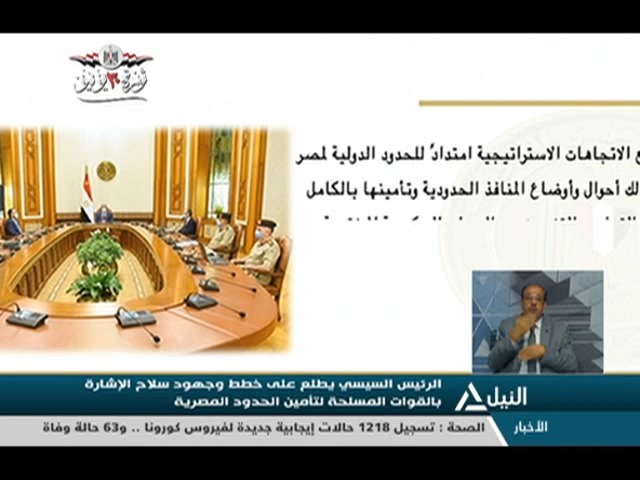 ثورة ٣٠ يونيو
الاتجاهات الاستراتيجية امتدادً للحدود الدولية لمصر
أحوال وأوضاع المنافذ الحدودية وتأمينها بالكامل
الرئيس السيسي يطلع على خطط وجهود سلاح الإشارة
بالقوات المسلحة لتأمين الحدود المصرية
النيل
الأخبار
الصحة : تسجيل 1218 حالات إيجابية جديدة لفيروس كورونا .. و63 حالة وفاة